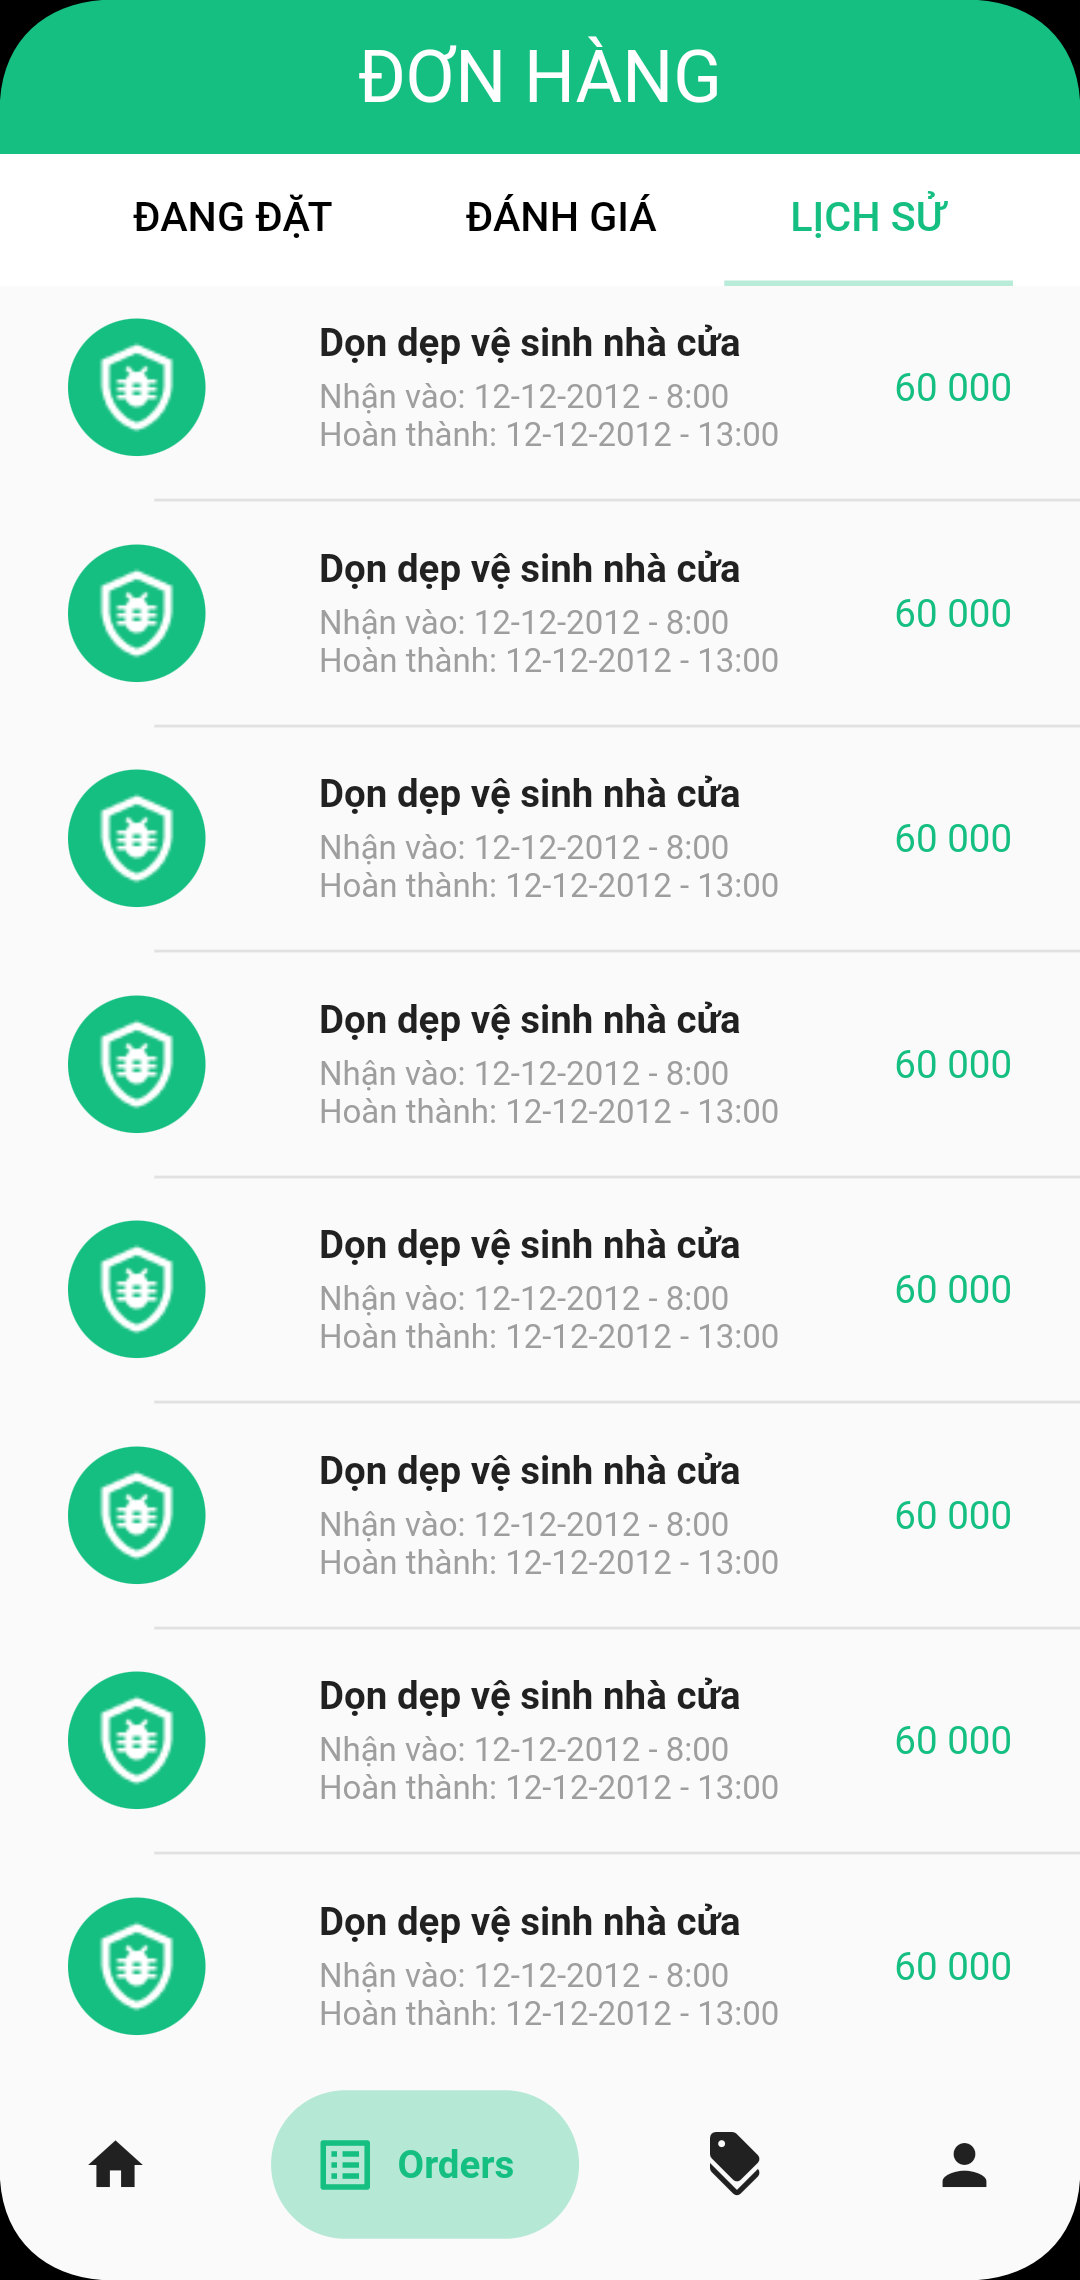 ĐƠN HÀNG
ĐANG ĐẶT ĐÁNH GIÁ LỊCH SỬ
Dọn dẹp vệ sinh nhà cửa
Nhận vào: 12-12-2012 - 8:00
Hoàn thành: 12-12-2012 - 13:00
60 000
Dọn dẹp vệ sinh nhà cửa
Nhận vào: 12-12-2012 - 8:00
Hoàn thành: 12-12-2012 - 13:00
60 000
Dọn dẹp vệ sinh nhà cửa
Nhận vào: 12-12-2012 - 8:00
Hoàn thành: 12-12-2012 - 13:00
60 000
Dọn dẹp vệ sinh nhà cửa
Nhận vào: 12-12-2012 - 8:00
Hoàn thành: 12-12-2012 - 13:00
60 000
Dọn dẹp vệ sinh nhà cửa
Nhận vào: 12-12-2012 - 8:00
Hoàn thành: 12-12-2012 - 13:00
60 000
Dọn dẹp vệ sinh nhà cửa
Nhận vào: 12-12-2012 - 8:00
Hoàn thành: 12-12-2012 - 13:00
60 000
Dọn dẹp vệ sinh nhà cửa
Nhận vào: 12-12-2012 - 8:00
Hoàn thành: 12-12-2012 - 13:00
60 000
Dọn dẹp vệ sinh nhà cửa
Nhận vào: 12-12-2012 - 8:00
Hoàn thành: 12-12-2012 - 13:00
60 000
Orders